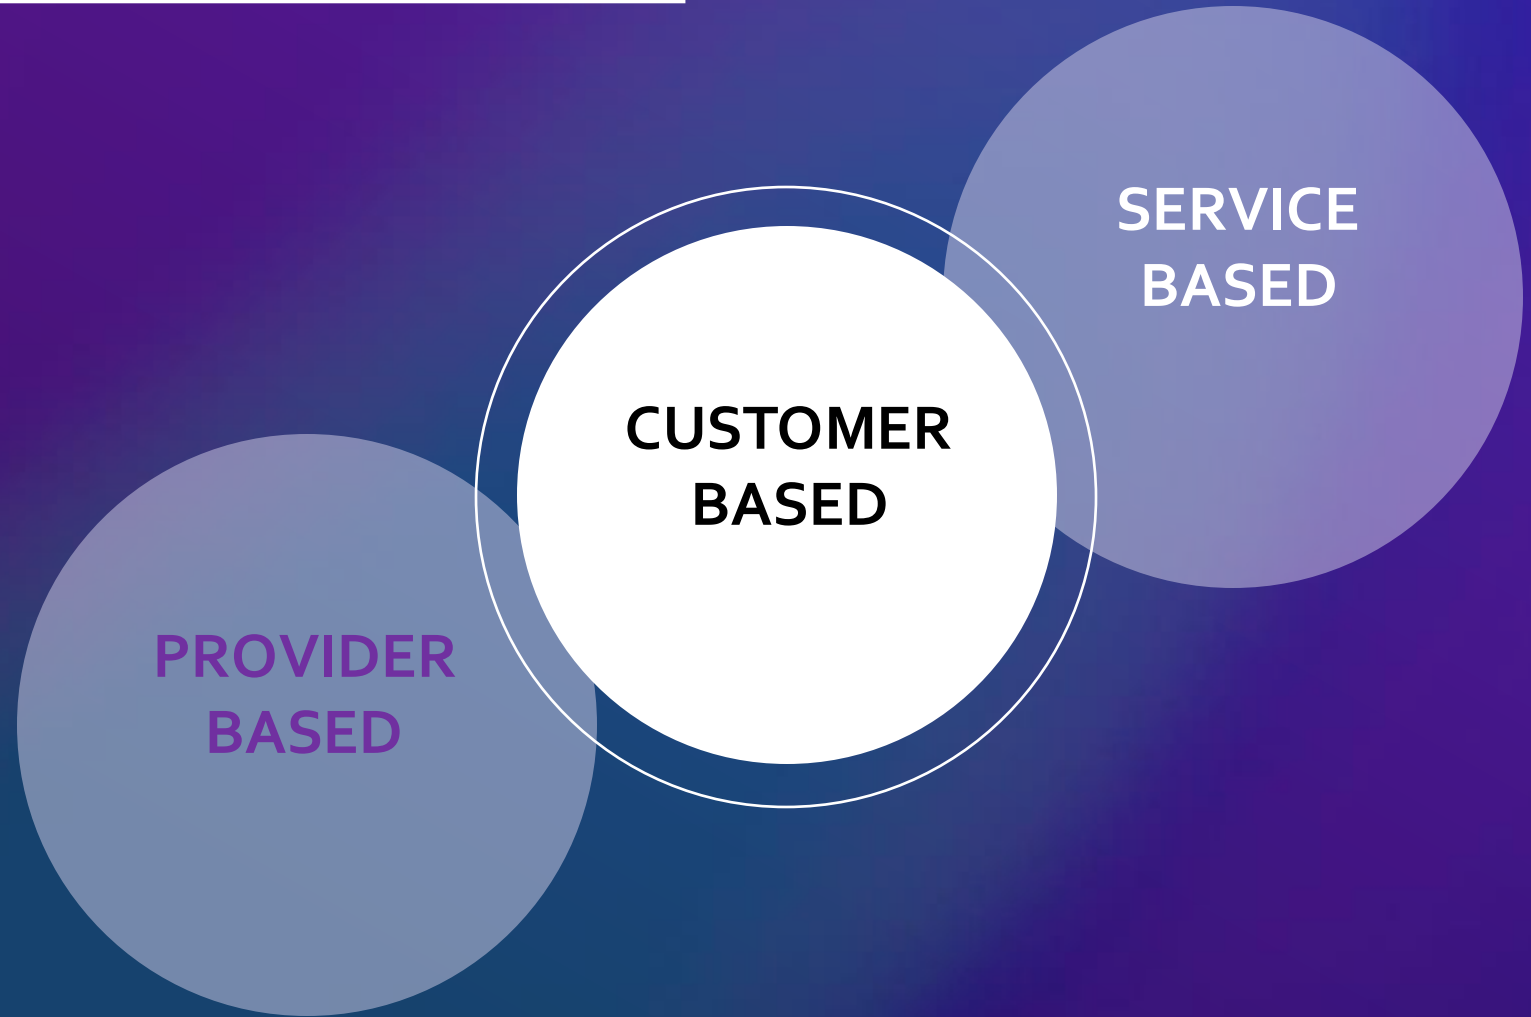 SERVICE
BASED
CUSTOMER
BASED
PROVIDER
BASED